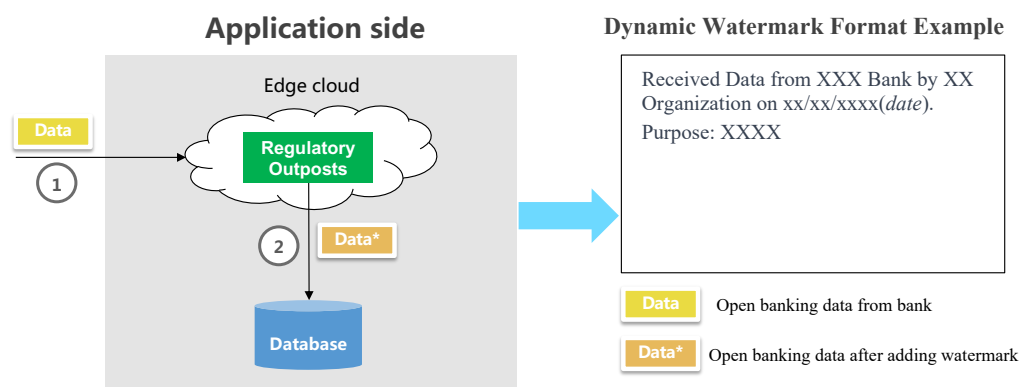 Application side
Edge cloud
Data
Regulatory
Outposts
1
2
Data*
Database
Dynamic Watermark Format Example
Received Data from XXX Bank by XX
Organization on xx/xx/xxxx(date).
Purpose: XXXX
Data
Open banking data from bank
Data*
Open banking data after adding watermark